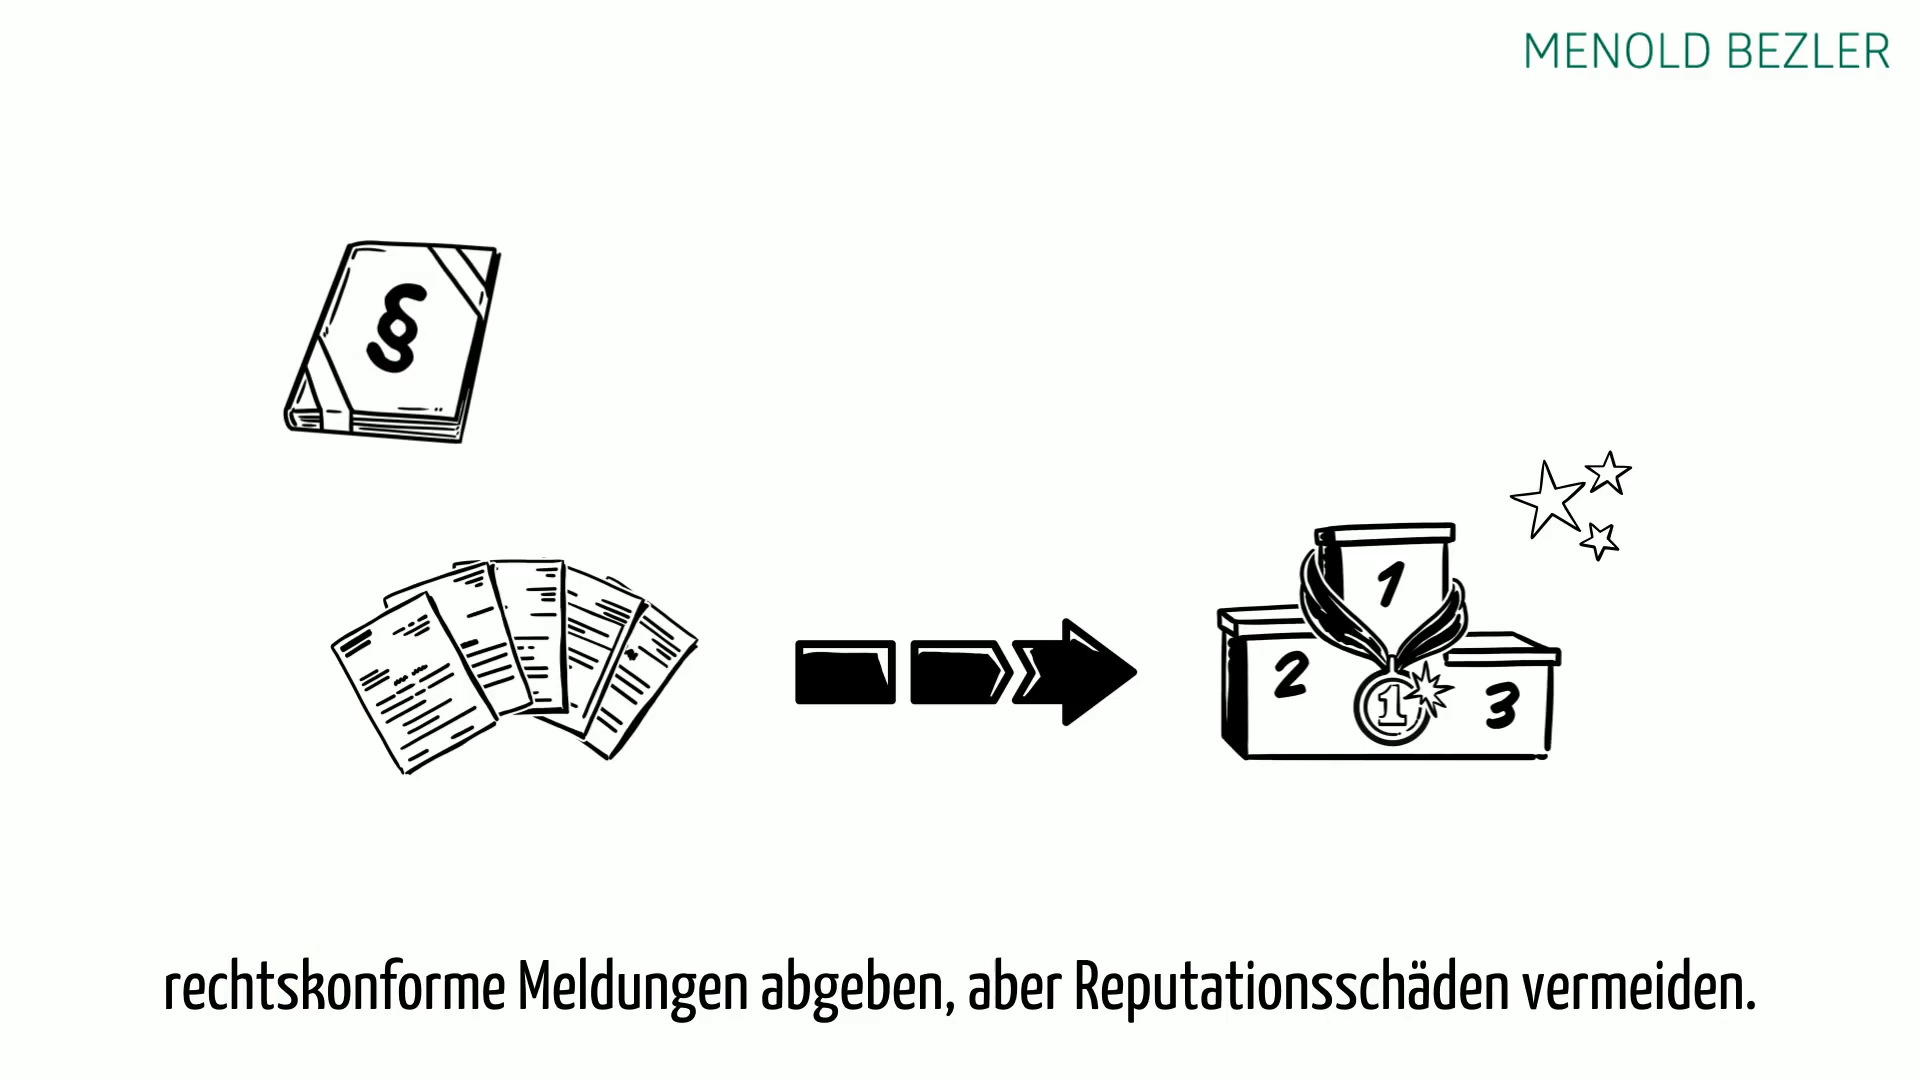 MENOLD BEZLER
§
1
2
1
3
rechtskonforme Meldungen abgeben, aber Reputationsschäden vermeiden.